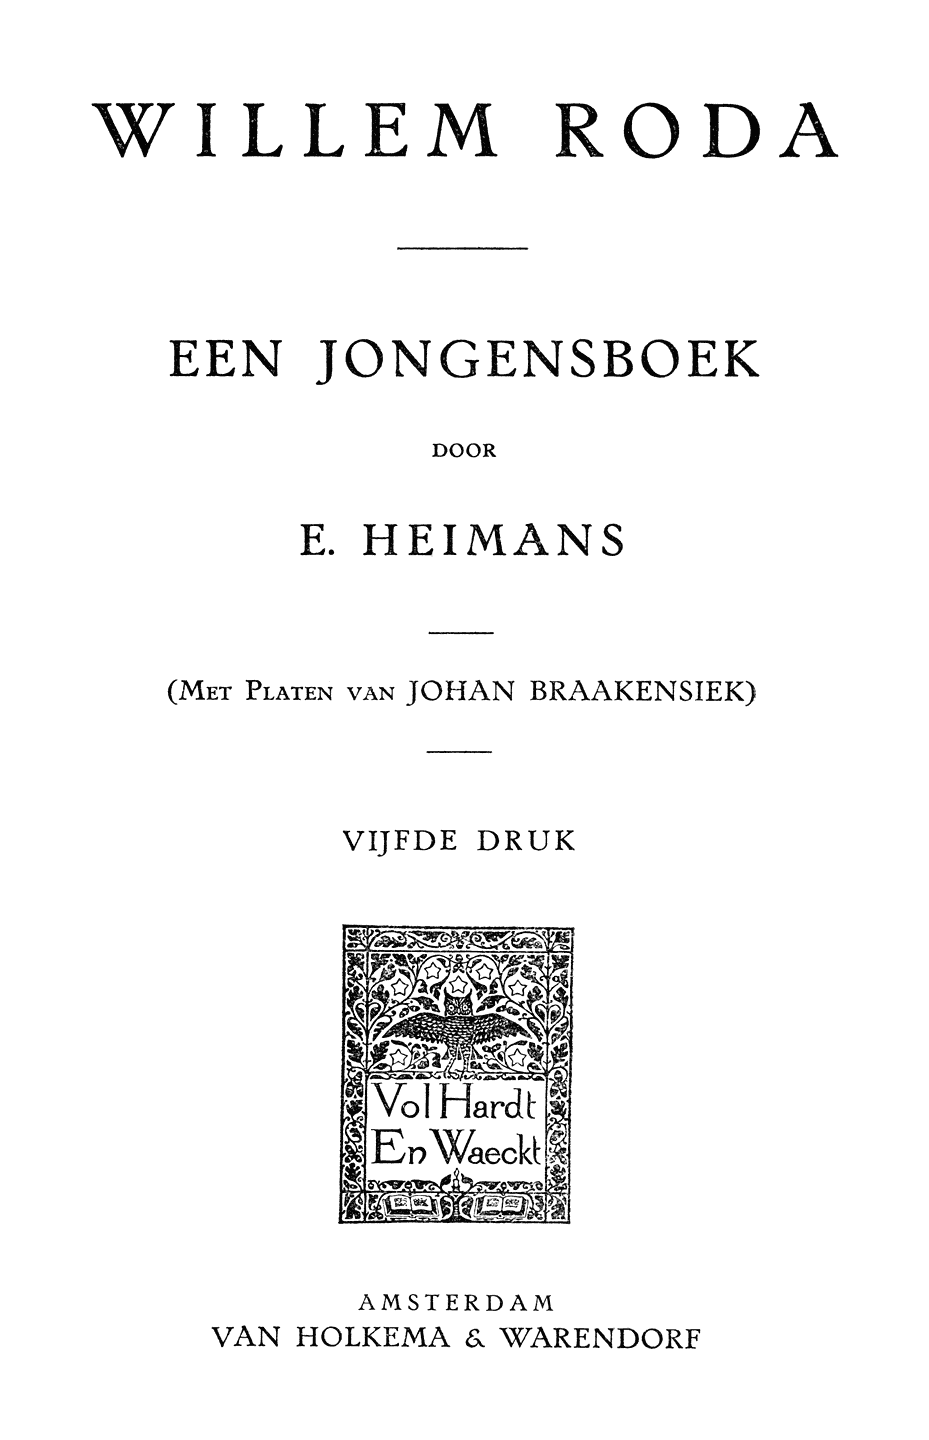 WILLEM RODA
EEN JONGENSBOEK
DOOR
E. HEIMANS
(MET PLATEN VAN JOHAN BRAAKENSIEK)
VIJFDE DRUK
Vol Hardt
En Waeckt
AMSTERDAM
VAN HOLKEMA & WARENDORF